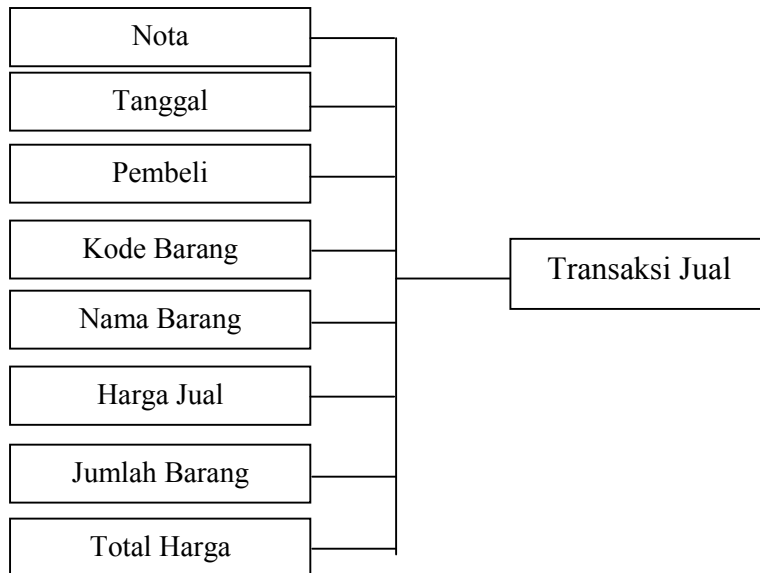 Nota
Tanggal
Pembeli
Kode Barang
Nama Barang
Harga Jual
Jumlah Barang
Total Harga
Transaksi Jual